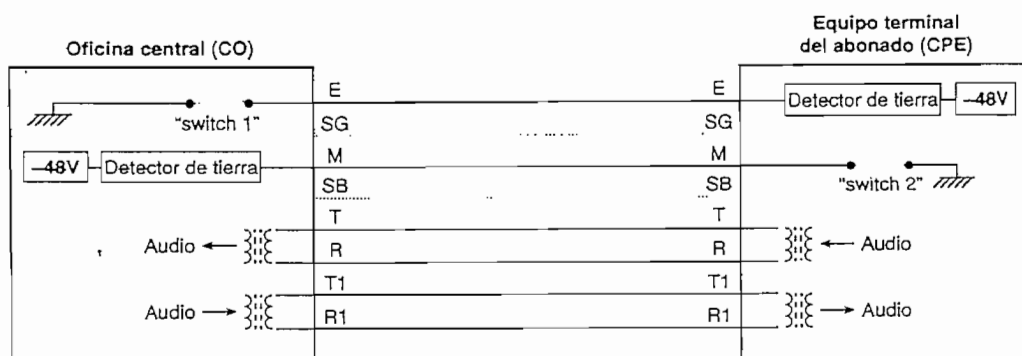 Oficina central (CO)
Equipo terminal
del abonado (CPE)
E
E
Detector de tierra
–48V
"switch 1"
SG
SG
–48V
Detector de tierra
M
M
"switch 2"
SB
SB
T
T
Audio
R
R
Audio
T1
T1
Audio
R1
R1
Audio